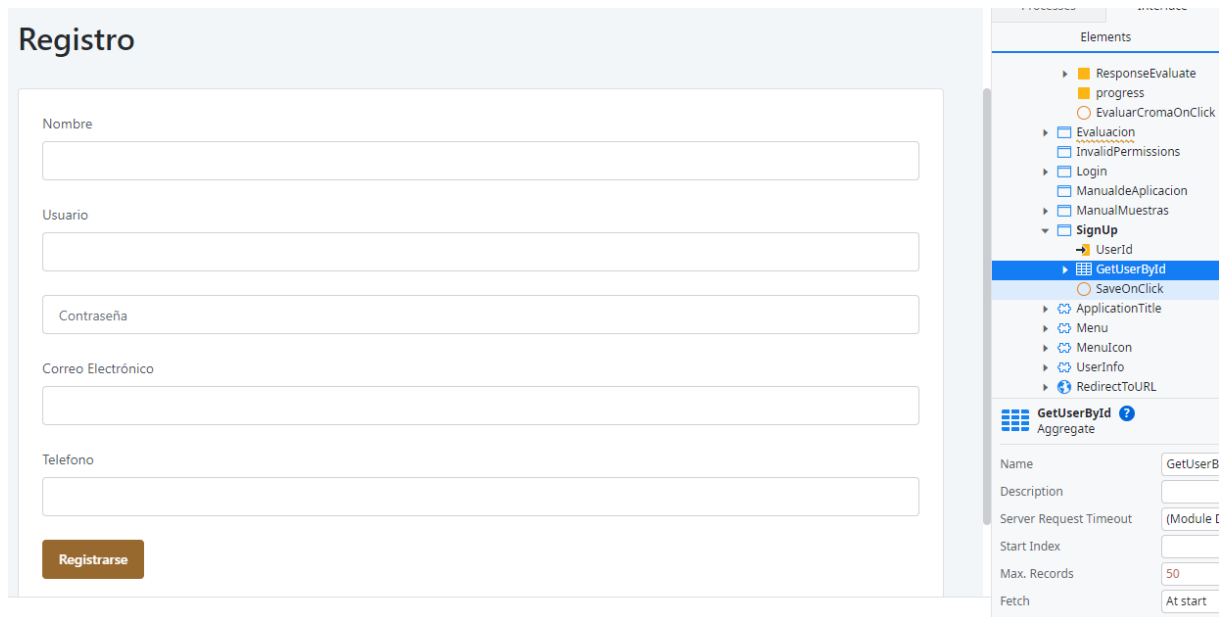 Registro
Nombre
Usuario
Contraseña
Correo Electrónico
Telefono
Registrarse
Processes Interface
Elements
ResponseEvaluate
progress
EvaluarCromaOnClick
Evaluacion
InvalidPermissions
Login
ManualdeAplicacion
ManualMuestras
SignUp
UserId
GetUserById
SaveOnClick
ApplicationTitle
Menu
MenuIcon
UserInfo
RedirectToURL
GetUserById ?
Aggregate
Name GetUserB
Description
Server Request Timeout (Module D
Start Index
Max. Records 50
Fetch At start